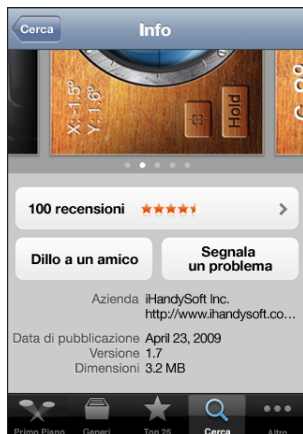 Cerca
Info
X:-1.5°
Y:1.6°
Hold
100 recensioni
Dillo a un amico
Segnala
un problema
Azienda iHandySoft Inc.
http://www.ihandysoft.co...
Data di pubblicazione April 23, 2009
Versione 1.7
Dimensioni 3.2 MB
Primo Piano Generi Top 25 Cerca Altro